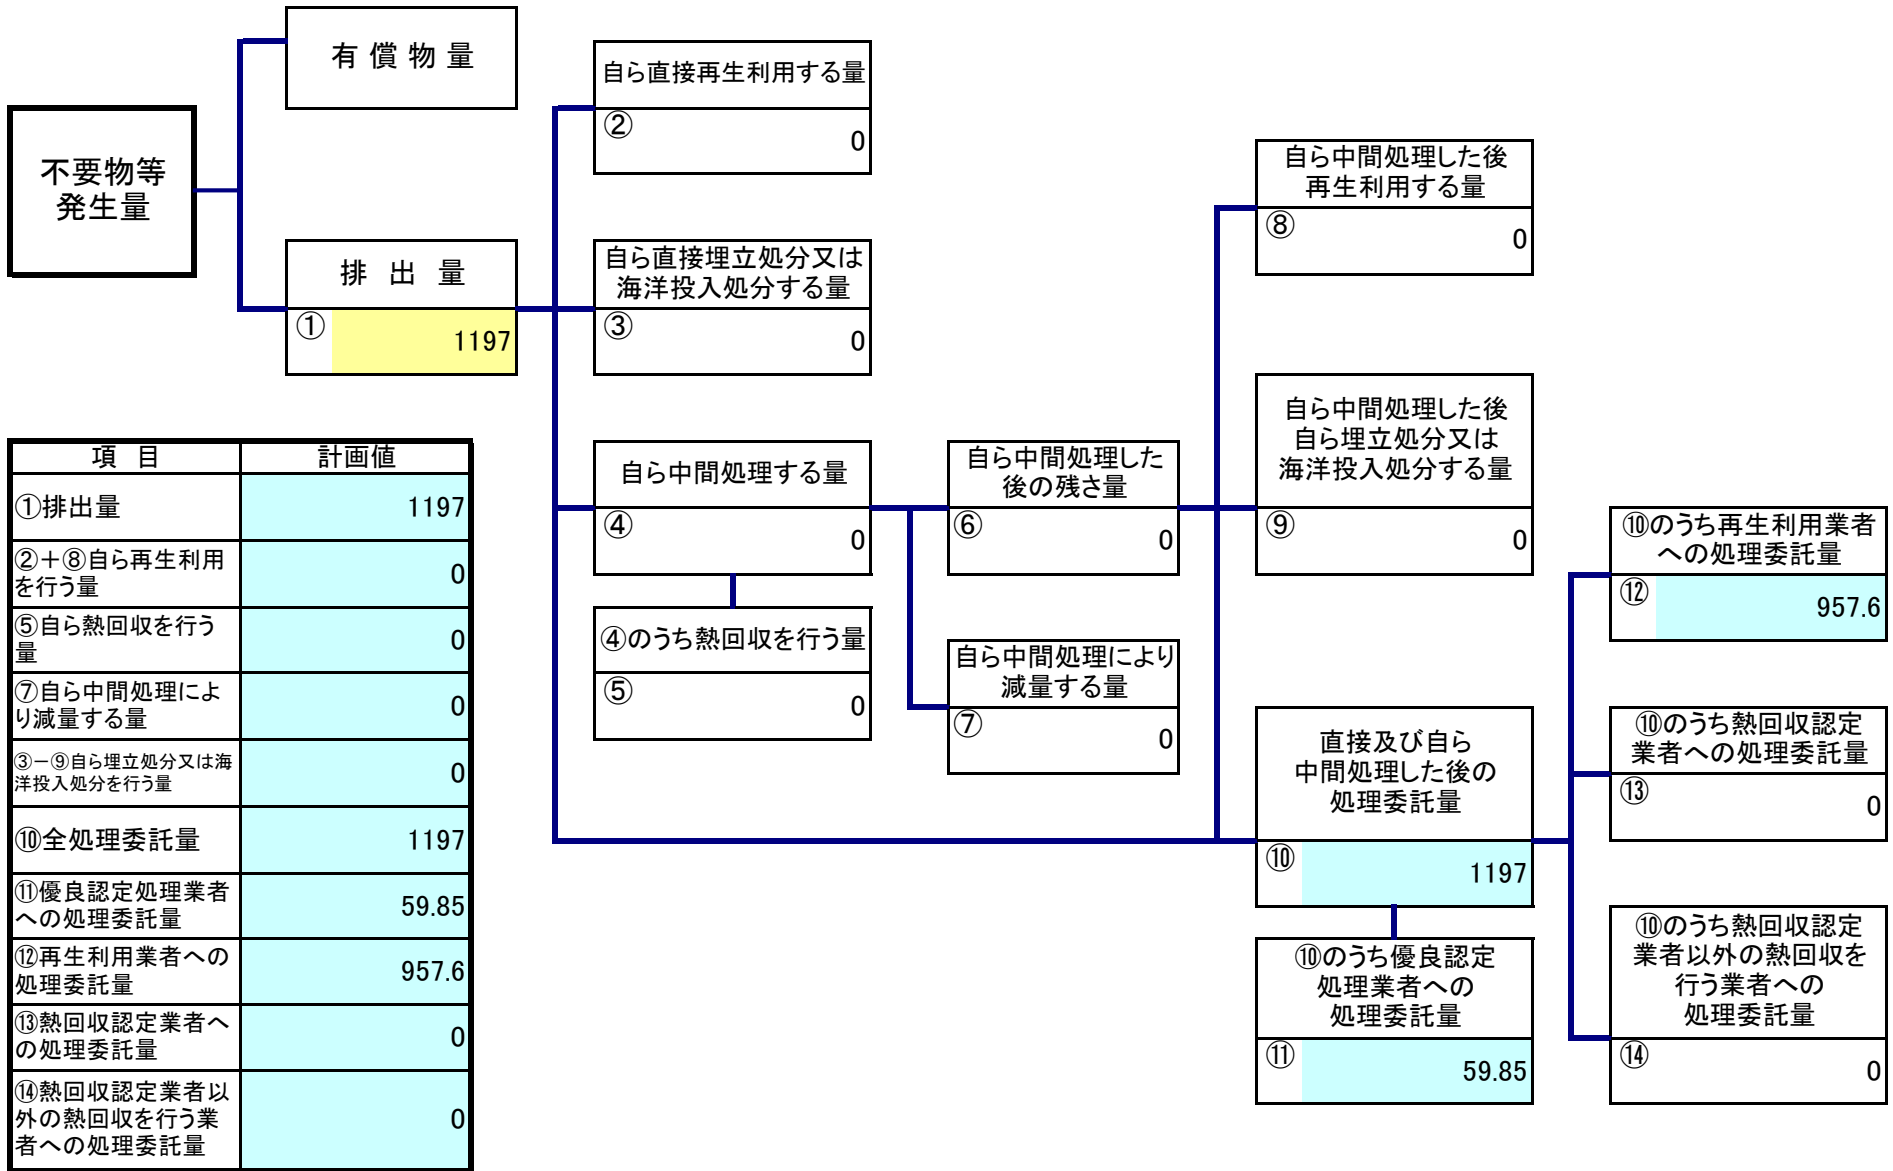 不要物等
発生量
有 償 物 量
排 出 量
① 1197
自ら直接再生利用する量
② 0
自ら直接埋立処分又は
海洋投入処分する量
③ 0
自ら中間処理する量
④ 0
④のうち熱回収を行う量
⑤ 0
自ら中間処理した
後の残さ量
⑥ 0
自ら中間処理により
減量する量
⑦ 0
自ら中間処理した後
再生利用する量
⑧ 0
自ら中間処理した後
自ら埋立処分又は
海洋投入処分する量
⑨ 0
直接及び自ら
中間処理した後の
処理委託量
⑩ 1197
⑩のうち優良認定
処理業者への
処理委託量
⑪ 59.85
⑩のうち再生利用業者
への処理委託量
⑫ 957.6
⑩のうち熱回収認定
業者への処理委託量
⑬ 0
⑩のうち熱回収認定
業者以外の熱回収を
行う業者への
処理委託量
⑭ 0
項 目 計画値
①排出量 1197
②＋⑧自ら再生利用
を行う量 0
⑤自ら熱回収を行う
量 0
⑦自ら中間処理によ
り減量する量 0
③－⑨自ら埋立処分又は海
洋投入処分を行う量 0
⑩全処理委託量 1197
⑪優良認定処理業者
への処理委託量 59.85
⑫再生利用業者への
処理委託量 957.6
⑬熱回収認定業者へ
の処理委託量 0
⑭熱回収認定業者以
外の熱回収を行う業
者への処理委託量 0